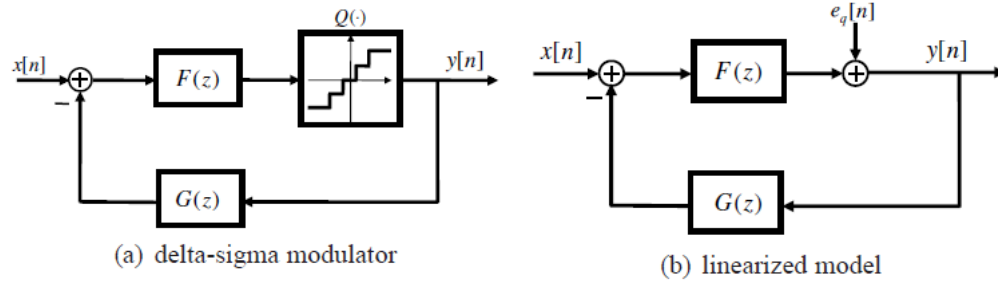 x[n]
F(z)
Q(·)
y[n]
G(z)
(a) delta-sigma modulator
x[n]
F(z)
e_q[n]
y[n]
G(z)
(b) linearized model